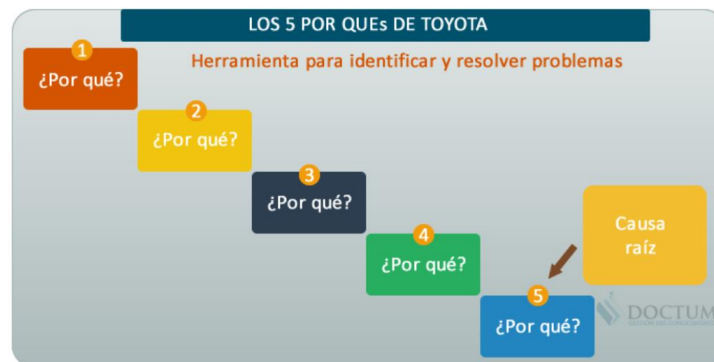 LOS 5 POR QUEs DE TOYOTA
Herramienta para identificar y resolver problemas
1
¿Por qué?
2
¿Por qué?
3
¿Por qué?
4
¿Por qué?
Causa
raíz
5
¿Por qué?
DOCTUM